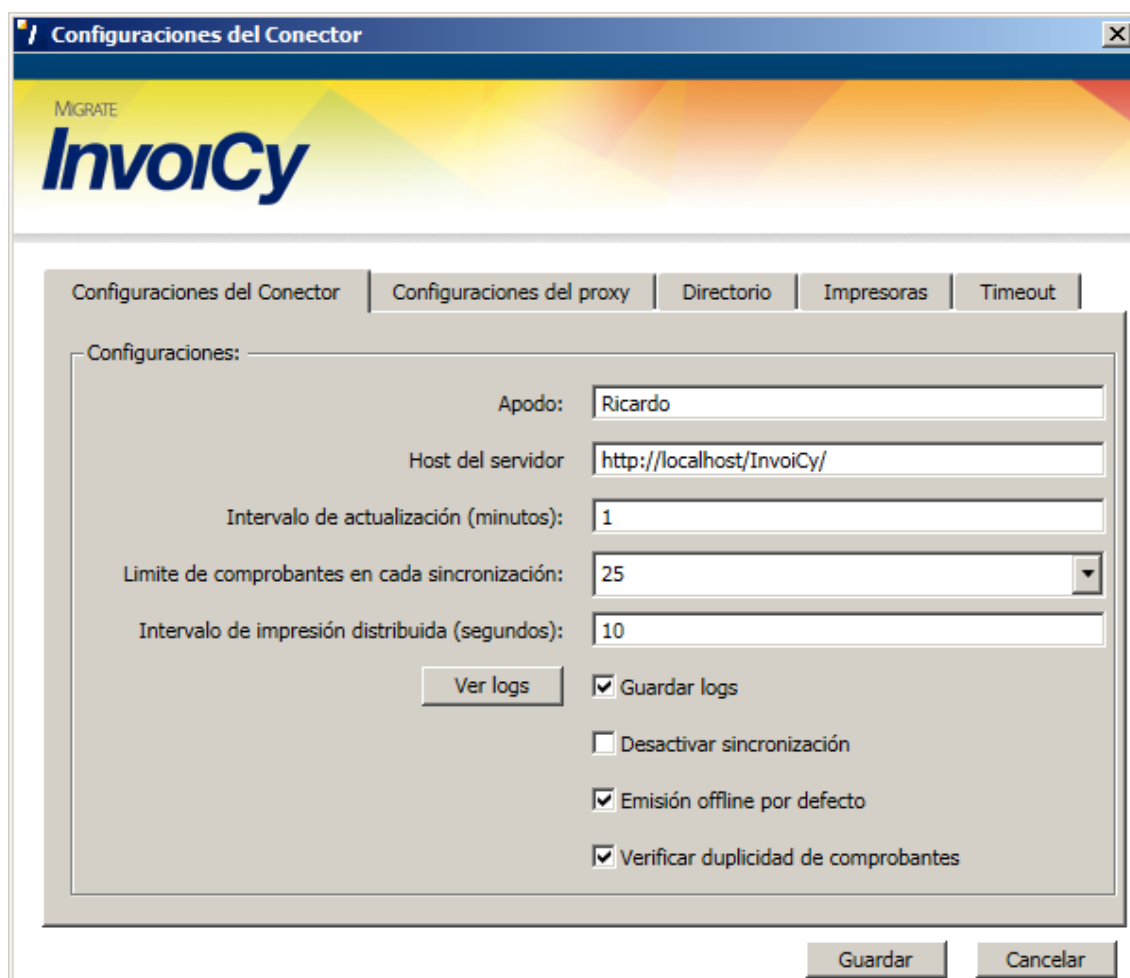 Configuraciones del Conector
MIGRATE
InvoiCy
Configuraciones del Conector
Configuraciones del proxy
Directorio
Impresoras
Timeout
Configuraciones:
Apodo: Ricardo
Host del servidor http://localhost/InvoiCy/
Intervalo de actualización (minutos): 1
Limite de comprobantes en cada sincronización: 25
Intervalo de impresión distribuida (segundos): 10
Ver logs Guardar logs
Desactivar sincronización
Emisión offline por defecto
Verificar duplicidad de comprobantes
Guardar Cancelar